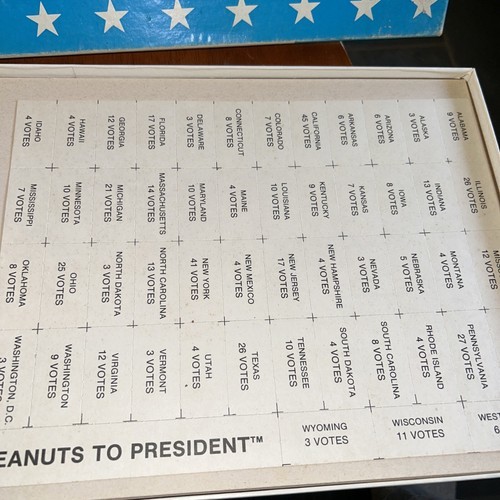 ALABAMA
9 VOTES
ALASKA
3 VOTES
ARIZONA
6 VOTES
ARKANSAS
6 VOTES
CALIFORNIA
45 VOTES
COLORADO
7 VOTES
CONNECTICUT
8 VOTES
DELAWARE
3 VOTES
FLORIDA
17 VOTES
GEORGIA
12 VOTES
HAWAII
4 VOTES
IDAHO
4 VOTES
ILLINOIS
26 VOTES
INDIANA
13 VOTES
IOWA
8 VOTES
KANSAS
7 VOTES
KENTUCKY
9 VOTES
LOUISIANA
10 VOTES
MAINE
4 VOTES
MARYLAND
10 VOTES
MASSACHUSETTS
14 VOTES
MICHIGAN
21 VOTES
MINNESOTA
10 VOTES
MISSISSIPPI
7 VOTES
12 VOTES
MONTANA
4 VOTES
NEBRASKA
5 VOTES
NEVADA
3 VOTES
NEW HAMPSHIRE
4 VOTES
NEW JERSEY
17 VOTES
NEW MEXICO
4 VOTES
NEW YORK
41 VOTES
NORTH CAROLINA
13 VOTES
NORTH DAKOTA
3 VOTES
OHIO
25 VOTES
OKLAHOMA
8 VOTES
PENNSYLVANIA
27 VOTES
RHODE ISLAND
4 VOTES
SOUTH CAROLINA
8 VOTES
SOUTH DAKOTA
4 VOTES
TENNESSEE
10 VOTES
TEXAS
26 VOTES
UTAH
4 VOTES
VERMONT
3 VOTES
VIRGINIA
12 VOTES
WASHINGTON
9 VOTES
WASHINGTON, D.C.
3 VOTES
WEST
6
WISCONSIN
11 VOTES
WYOMING
3 VOTES
EANUTS TO PRESIDENT™